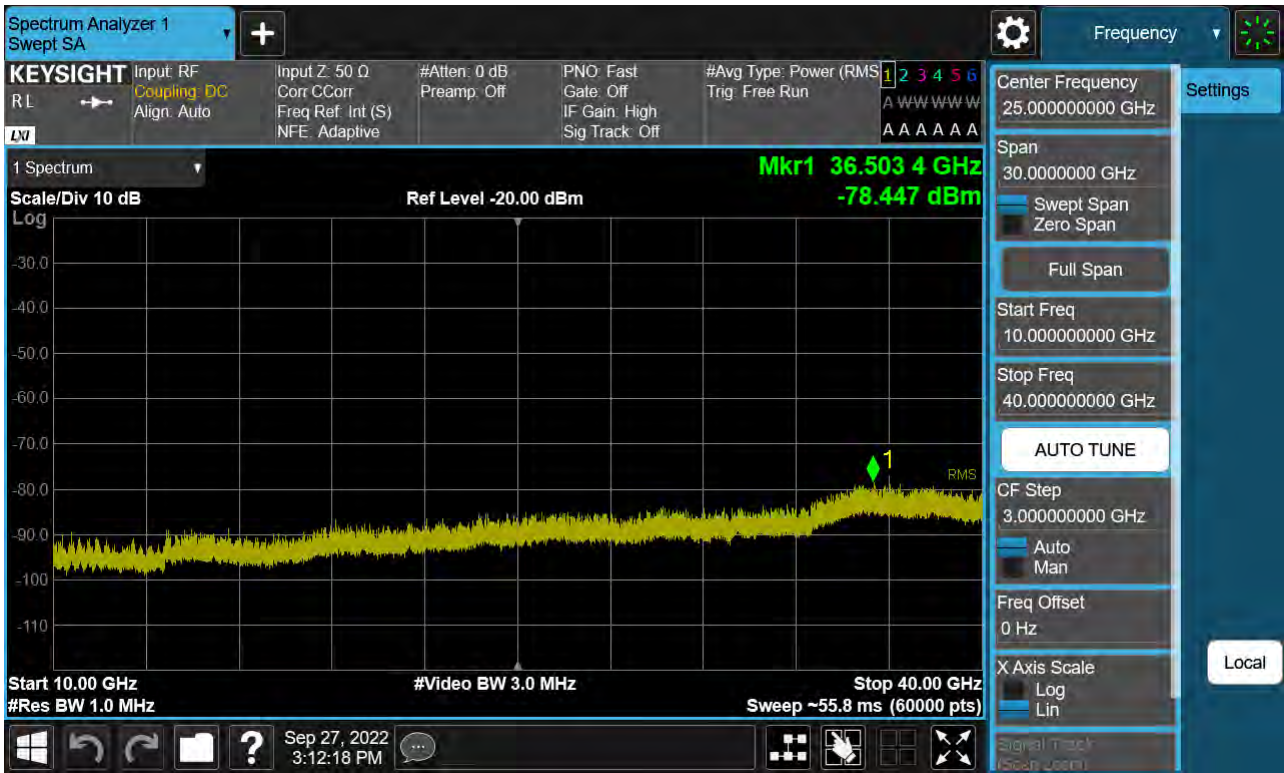 Spectrum Analyzer 1
Swept SA
+
Frequency
KEYSIGHT
R L
LXI
Input: RF
Coupling: DC
Align: Auto
Input Z: 50 Ω
Corr CCorr
Freq Ref: Int (S)
NFE: Adaptive
#Atten: 0 dB
Preamp: Off
PNO: Fast
Gate: Off
IF Gain: High
Sig Track: Off
#Avg Type: Power (RMS
Trig: Free Run
1 2 3 4 5 6
A W W W W W
A A A A A A
1 Spectrum
Scale/Div 10 dB
Ref Level -20.00 dBm
Mkr1 36.503 4 GHz
-78.447 dBm
Log
-30.0
-40.0
-50.0
-60.0
-70.0
-80.0
-90.0
-100
-110
1
RMS
Start 10.00 GHz
#Res BW 1.0 MHz
#Video BW 3.0 MHz
Stop 40.00 GHz
Sweep ~55.8 ms (60000 pts)
Center Frequency
25.000000000 GHz
Settings
Span
30.0000000 GHz
Swept Span
Zero Span
Full Span
Start Freq
10.000000000 GHz
Stop Freq
40.000000000 GHz
AUTO TUNE
CF Step
3.000000000 GHz
Auto
Man
Freq Offset
0 Hz
X Axis Scale
Log
Lin
Signal Track
(Span Zoom)
Local
?
Sep 27, 2022
3:12:18 PM